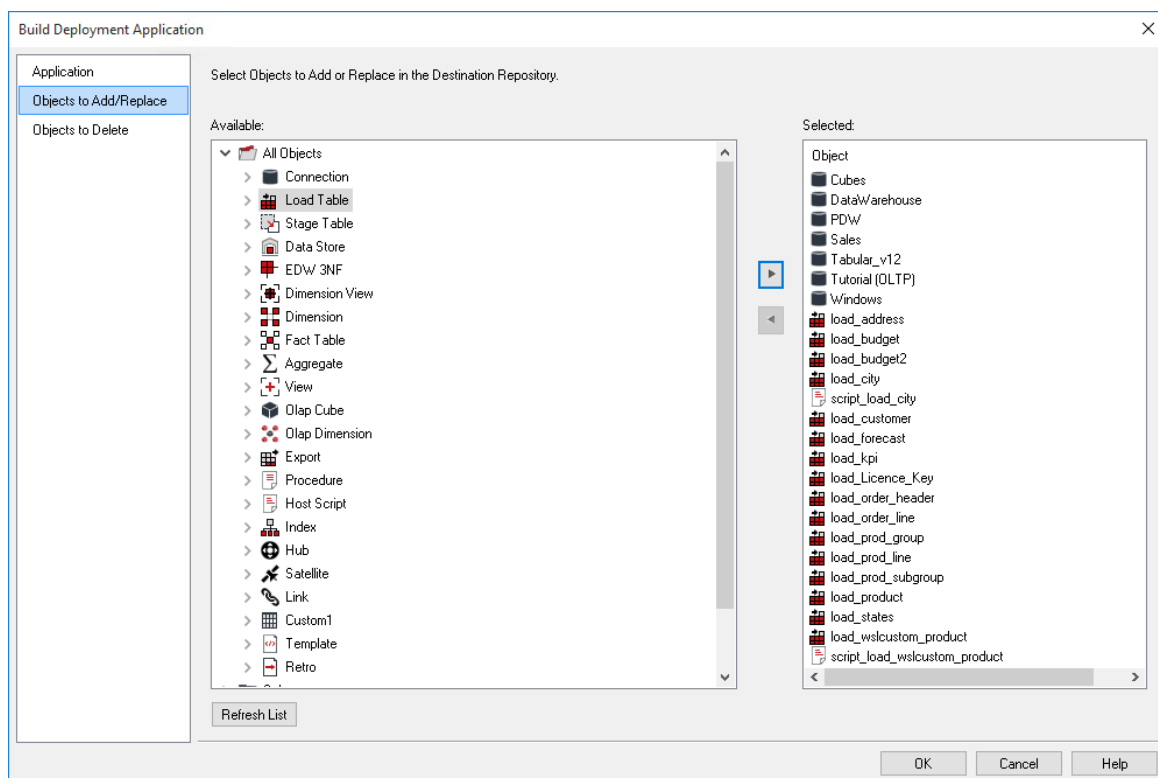 Build Deployment Application
Application
Objects to Add/Replace
Objects to Delete
Select Objects to Add or Replace in the Destination Repository.
Available:
All Objects
Connection
Load Table
Stage Table
Data Store
EDW 3NF
Dimension View
Dimension
Fact Table
Aggregate
View
Olap Cube
Olap Dimension
Export
Procedure
Host Script
Index
Hub
Satellite
Link
Custom1
Template
Retro
Refresh List
Selected:
Object
Cubes
DataWarehouse
PDW
Sales
Tabular_v12
Tutorial (OLTP)
Windows
load_address
load_budget
load_budget2
load_city
script_load_city
load_customer
load_forecast
load_kpi
load_Licence_Key
load_order_header
load_order_line
load_prod_group
load_prod_line
load_prod_subgroup
load_product
load_states
load_wslcustom_product
script_load_wslcustom_product
OK
Cancel
Help